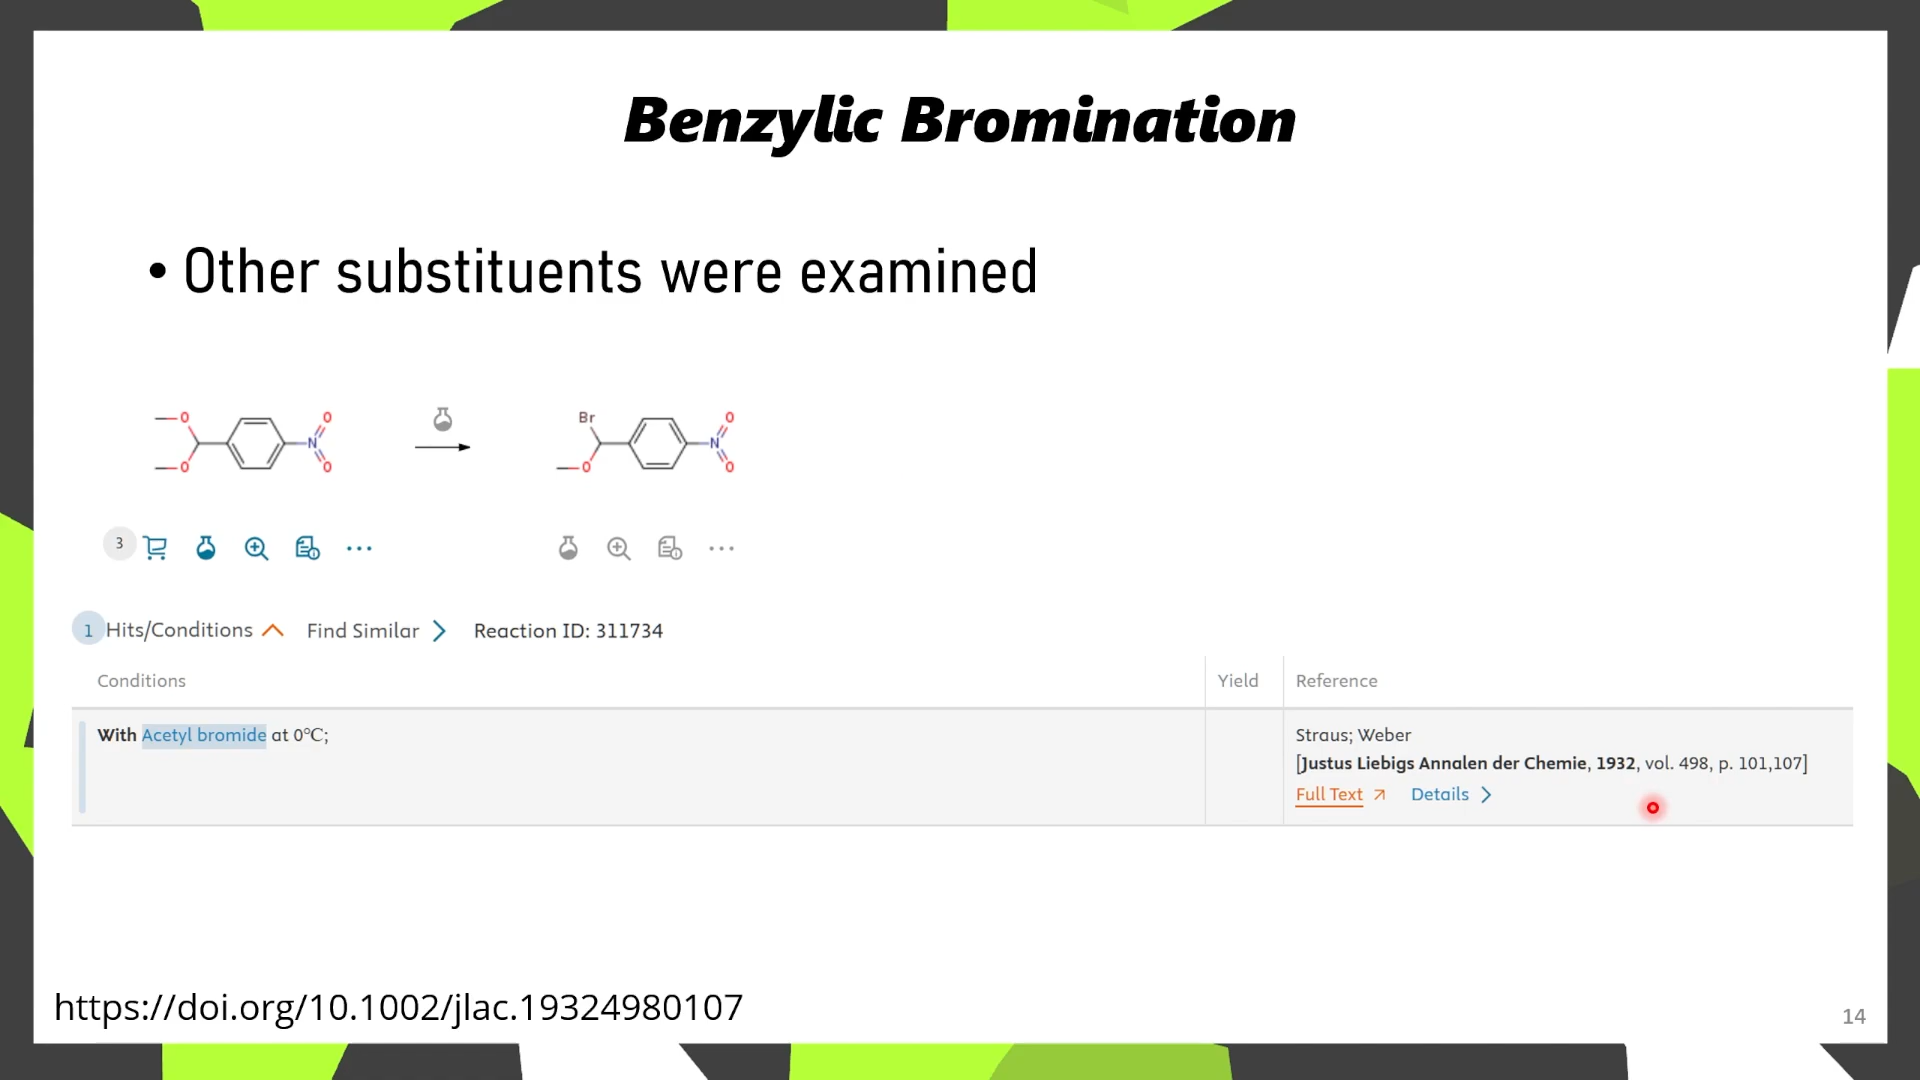 Benzylic Bromination
• Other substituents were examined
O O
N
O O
Br O
N
O O
3
1 Hits/Conditions Find Similar Reaction ID: 311734
Conditions Yield Reference
With Acetyl bromide at 0°C;
Straus; Weber
[Justus Liebigs Annalen der Chemie, 1932, vol. 498, p. 101,107]
Full Text Details
https://doi.org/10.1002/jlac.19324980107
14